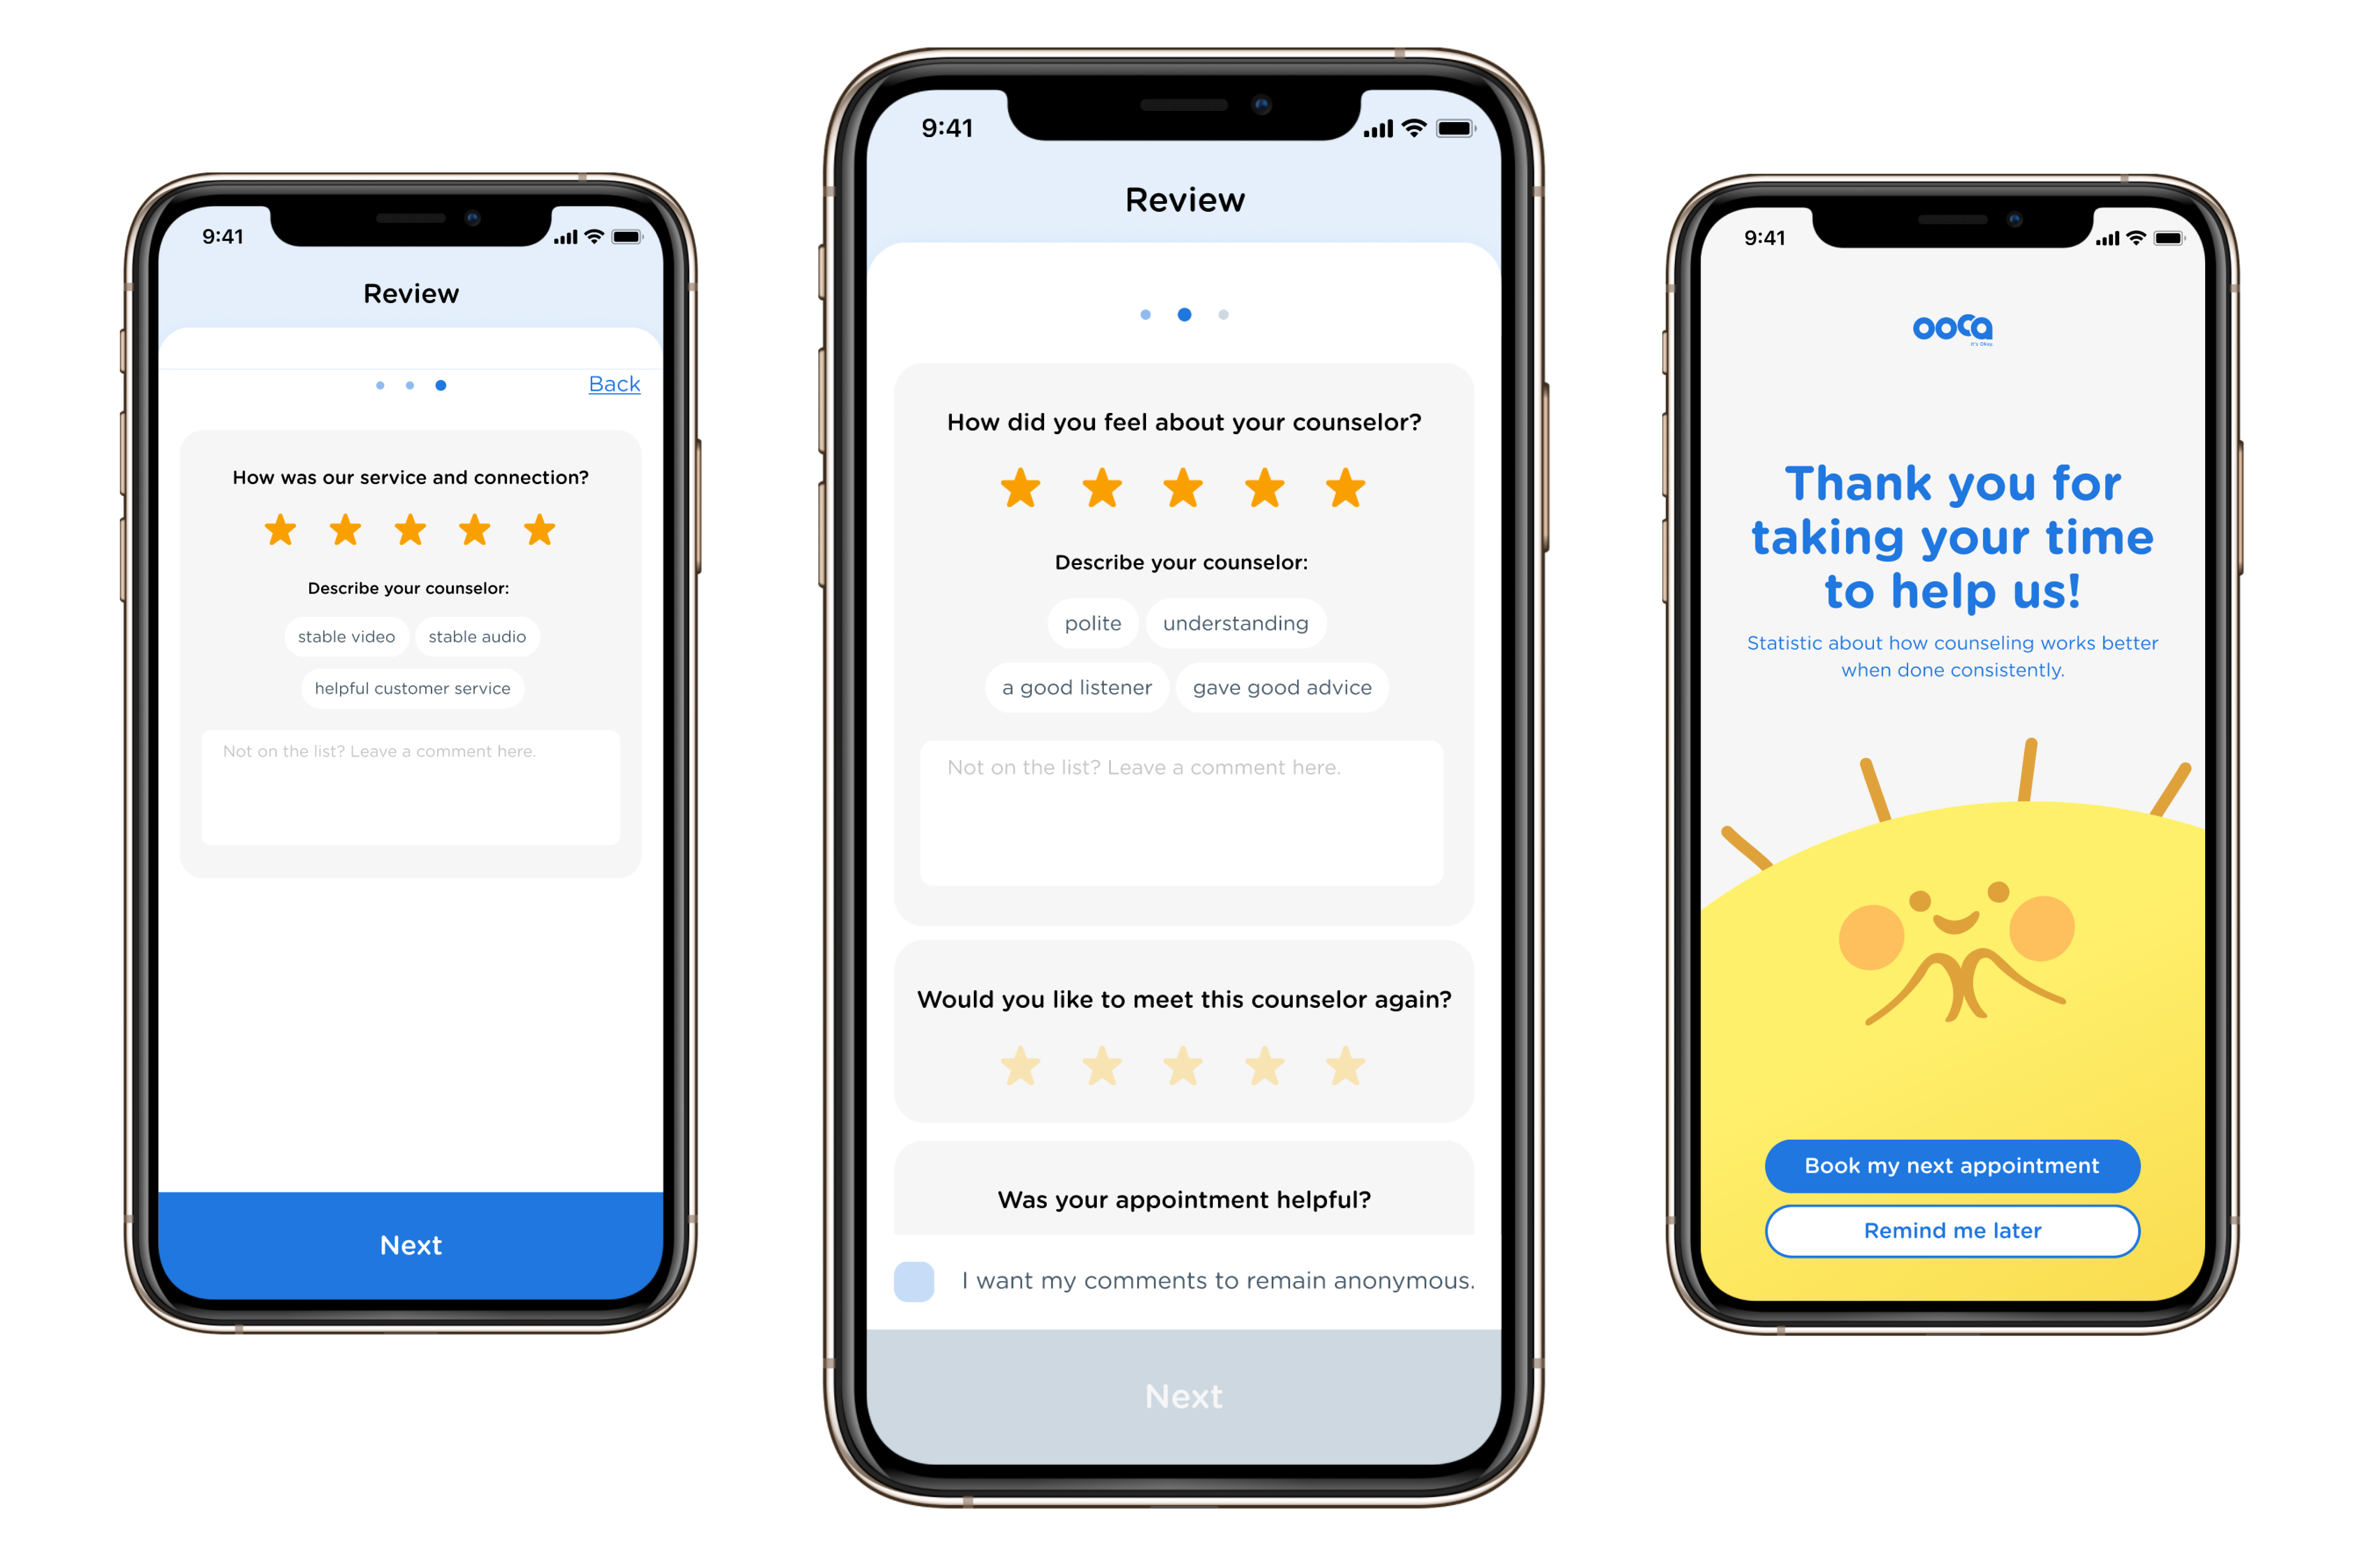 9:41
Review
Back
How was our service and connection?
Describe your counselor:
stable video stable audio
helpful customer service
Not on the list? Leave a comment here.
Next
9:41
Review
How did you feel about your counselor?
Describe your counselor:
polite understanding
a good listener gave good advice
Not on the list? Leave a comment here.
Would you like to meet this counselor again?
Was your appointment helpful?
I want my comments to remain anonymous.
Next
9:41
ooca
It's Okay
Thank you for
taking your time
to help us!
Statistic about how counseling works better
when done consistently.
Book my next appointment
Remind me later